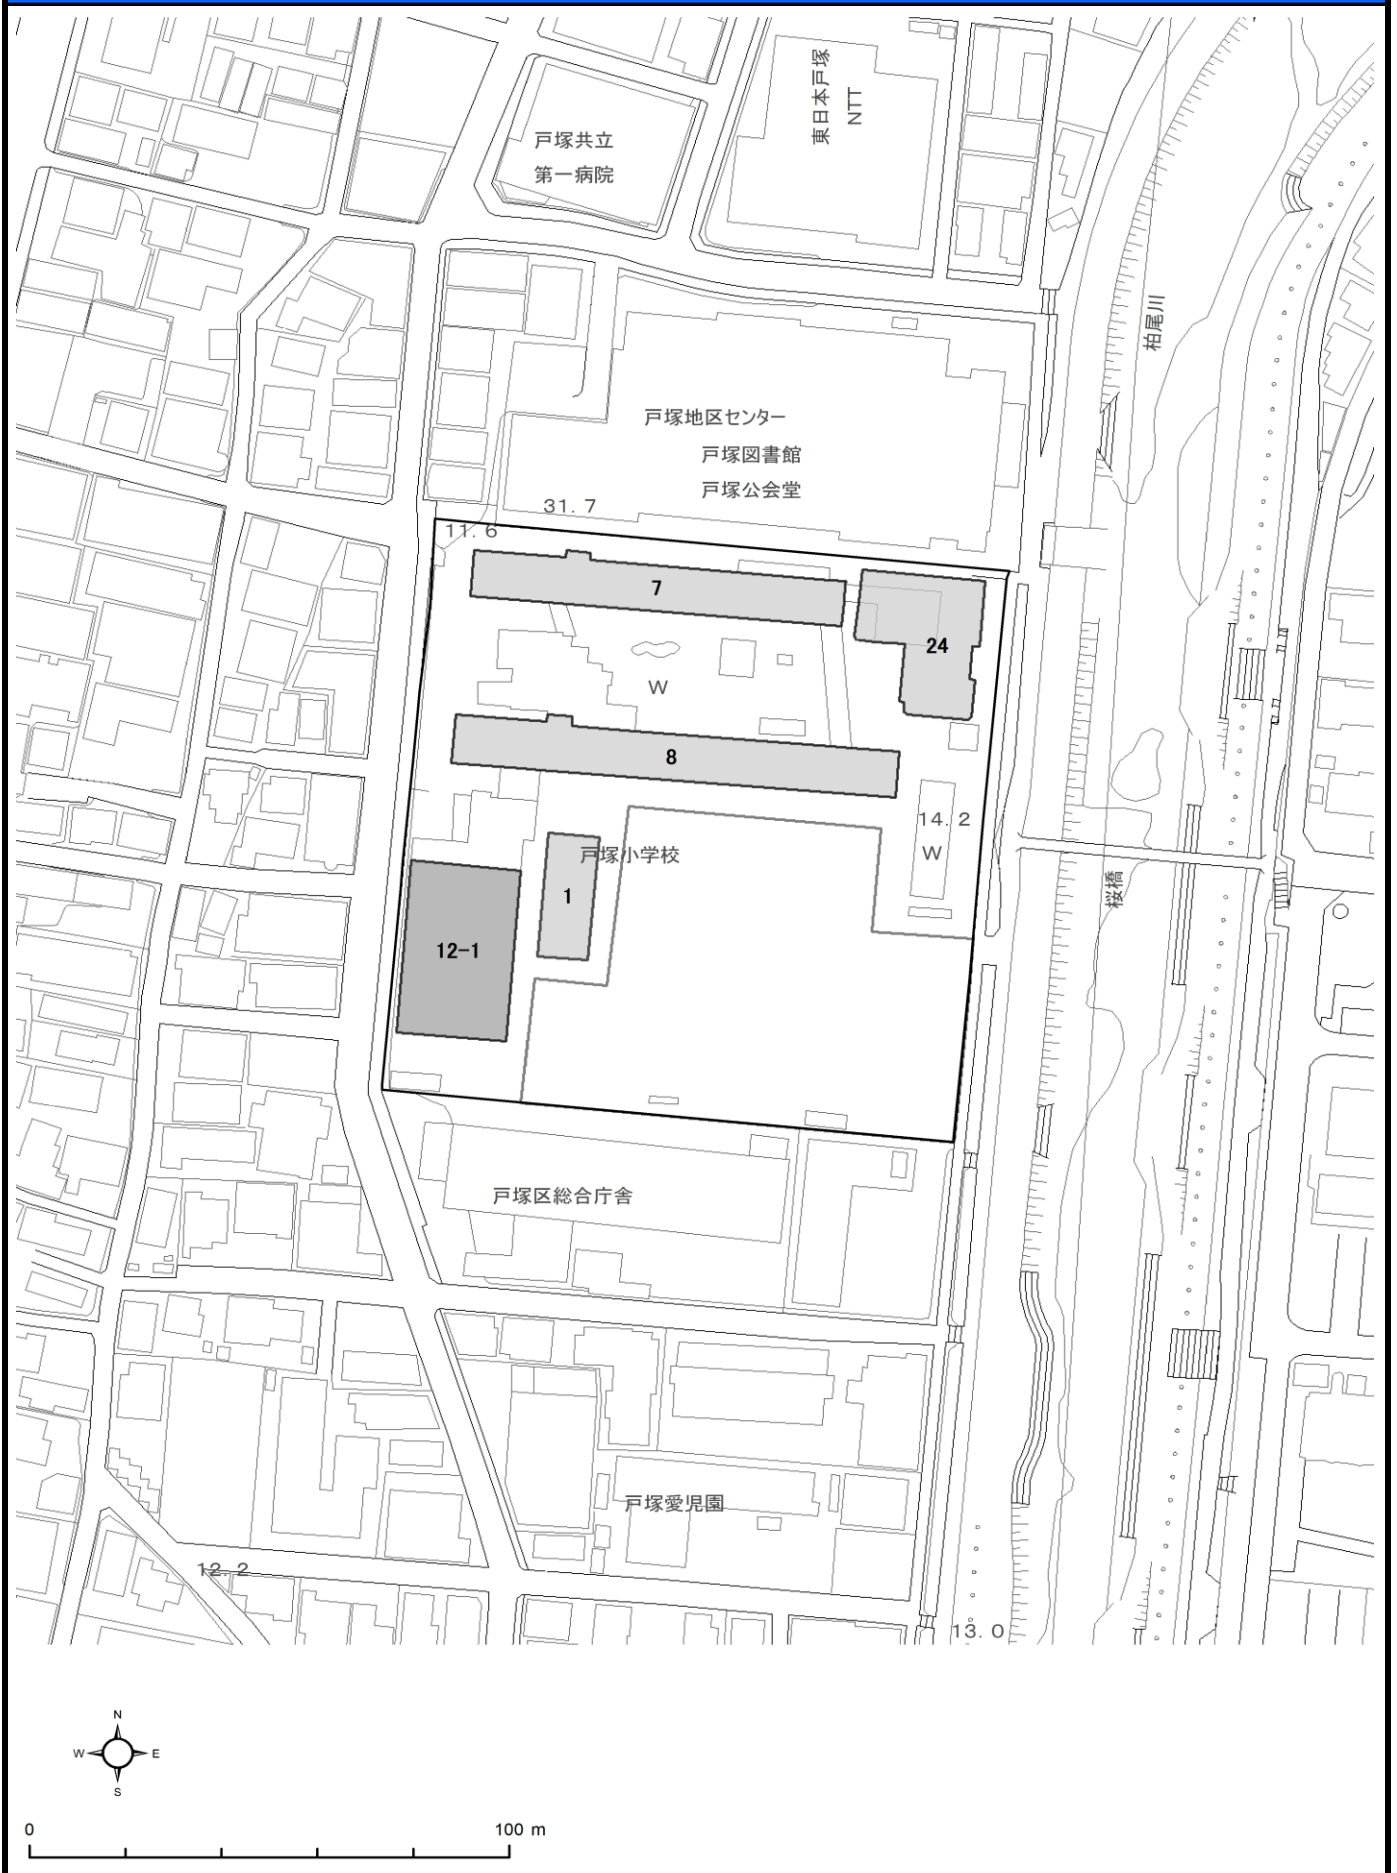 東日本戸塚
NTT
戸塚共立
第一病院
柏尾川
戸塚地区センター
戸塚図書館
戸塚公会堂
31.7
11.6
7
24
W
8
14.2
W
戸塚小学校
桜橋
1
12-1
戸塚区総合庁舎
戸塚愛児園
12.2
13.0
N
W E
S
0 100 m